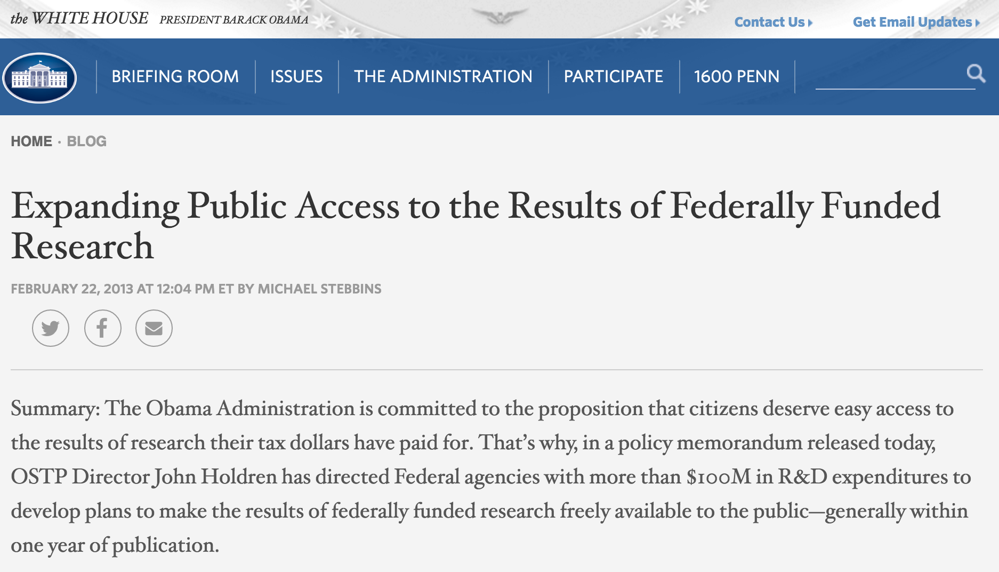 the WHITE HOUSE PRESIDENT BARACK OBAMA
Contact Us Get Email Updates
BRIEFING ROOM ISSUES THE ADMINISTRATION PARTICIPATE 1600 PENN
HOME · BLOG
Expanding Public Access to the Results of Federally Funded
Research
FEBRUARY 22, 2013 AT 12:04 PM ET BY MICHAEL STEBBINS
Summary: The Obama Administration is committed to the proposition that citizens deserve easy access to
the results of research their tax dollars have paid for. That’s why, in a policy memorandum released today,
OSTP Director John Holdren has directed Federal agencies with more than $100M in R&D expenditures to
develop plans to make the results of federally funded research freely available to the public—generally within
one year of publication.